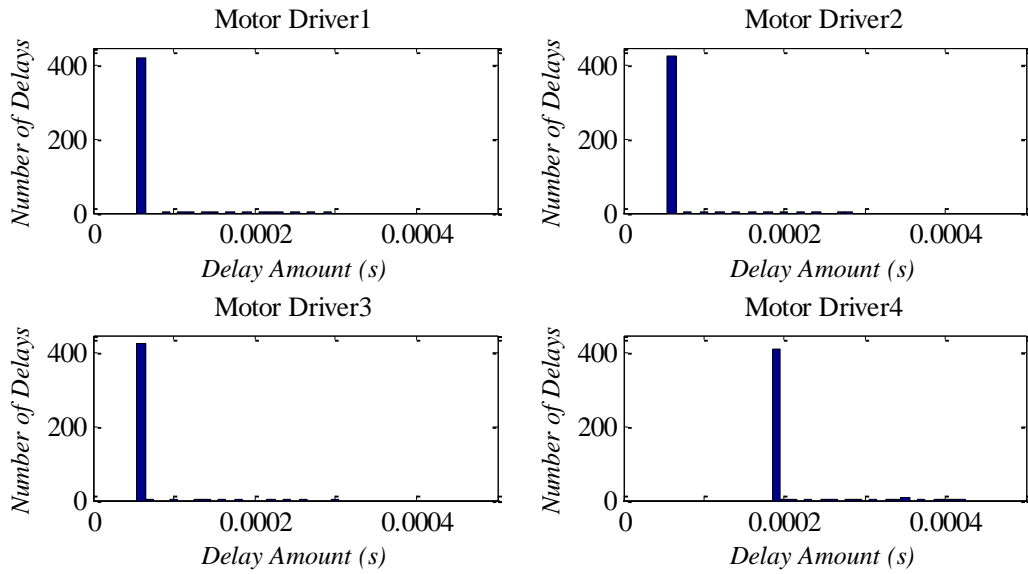 Motor Driver1
Number of Delays
400
200
0
0 0.0002 0.0004
Delay Amount (s)
Motor Driver2
Number of Delays
400
200
0
0 0.0002 0.0004
Delay Amount (s)
Motor Driver3
Number of Delays
400
200
0
0 0.0002 0.0004
Delay Amount (s)
Motor Driver4
Number of Delays
400
200
0
0 0.0002 0.0004
Delay Amount (s)